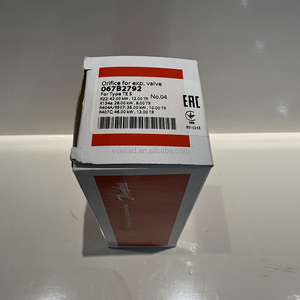 Orifice for exp. valve
067B2792
For Type TE 5 No.04
R22: 42.00 kW , 12.00 TR
R134a: 28.00 kW , 8.00 TR
R404A/R507: 35.00 kW , 10.00 TR
R407C: 46.00 kW , 13.00 TR
EAC
Danfoss